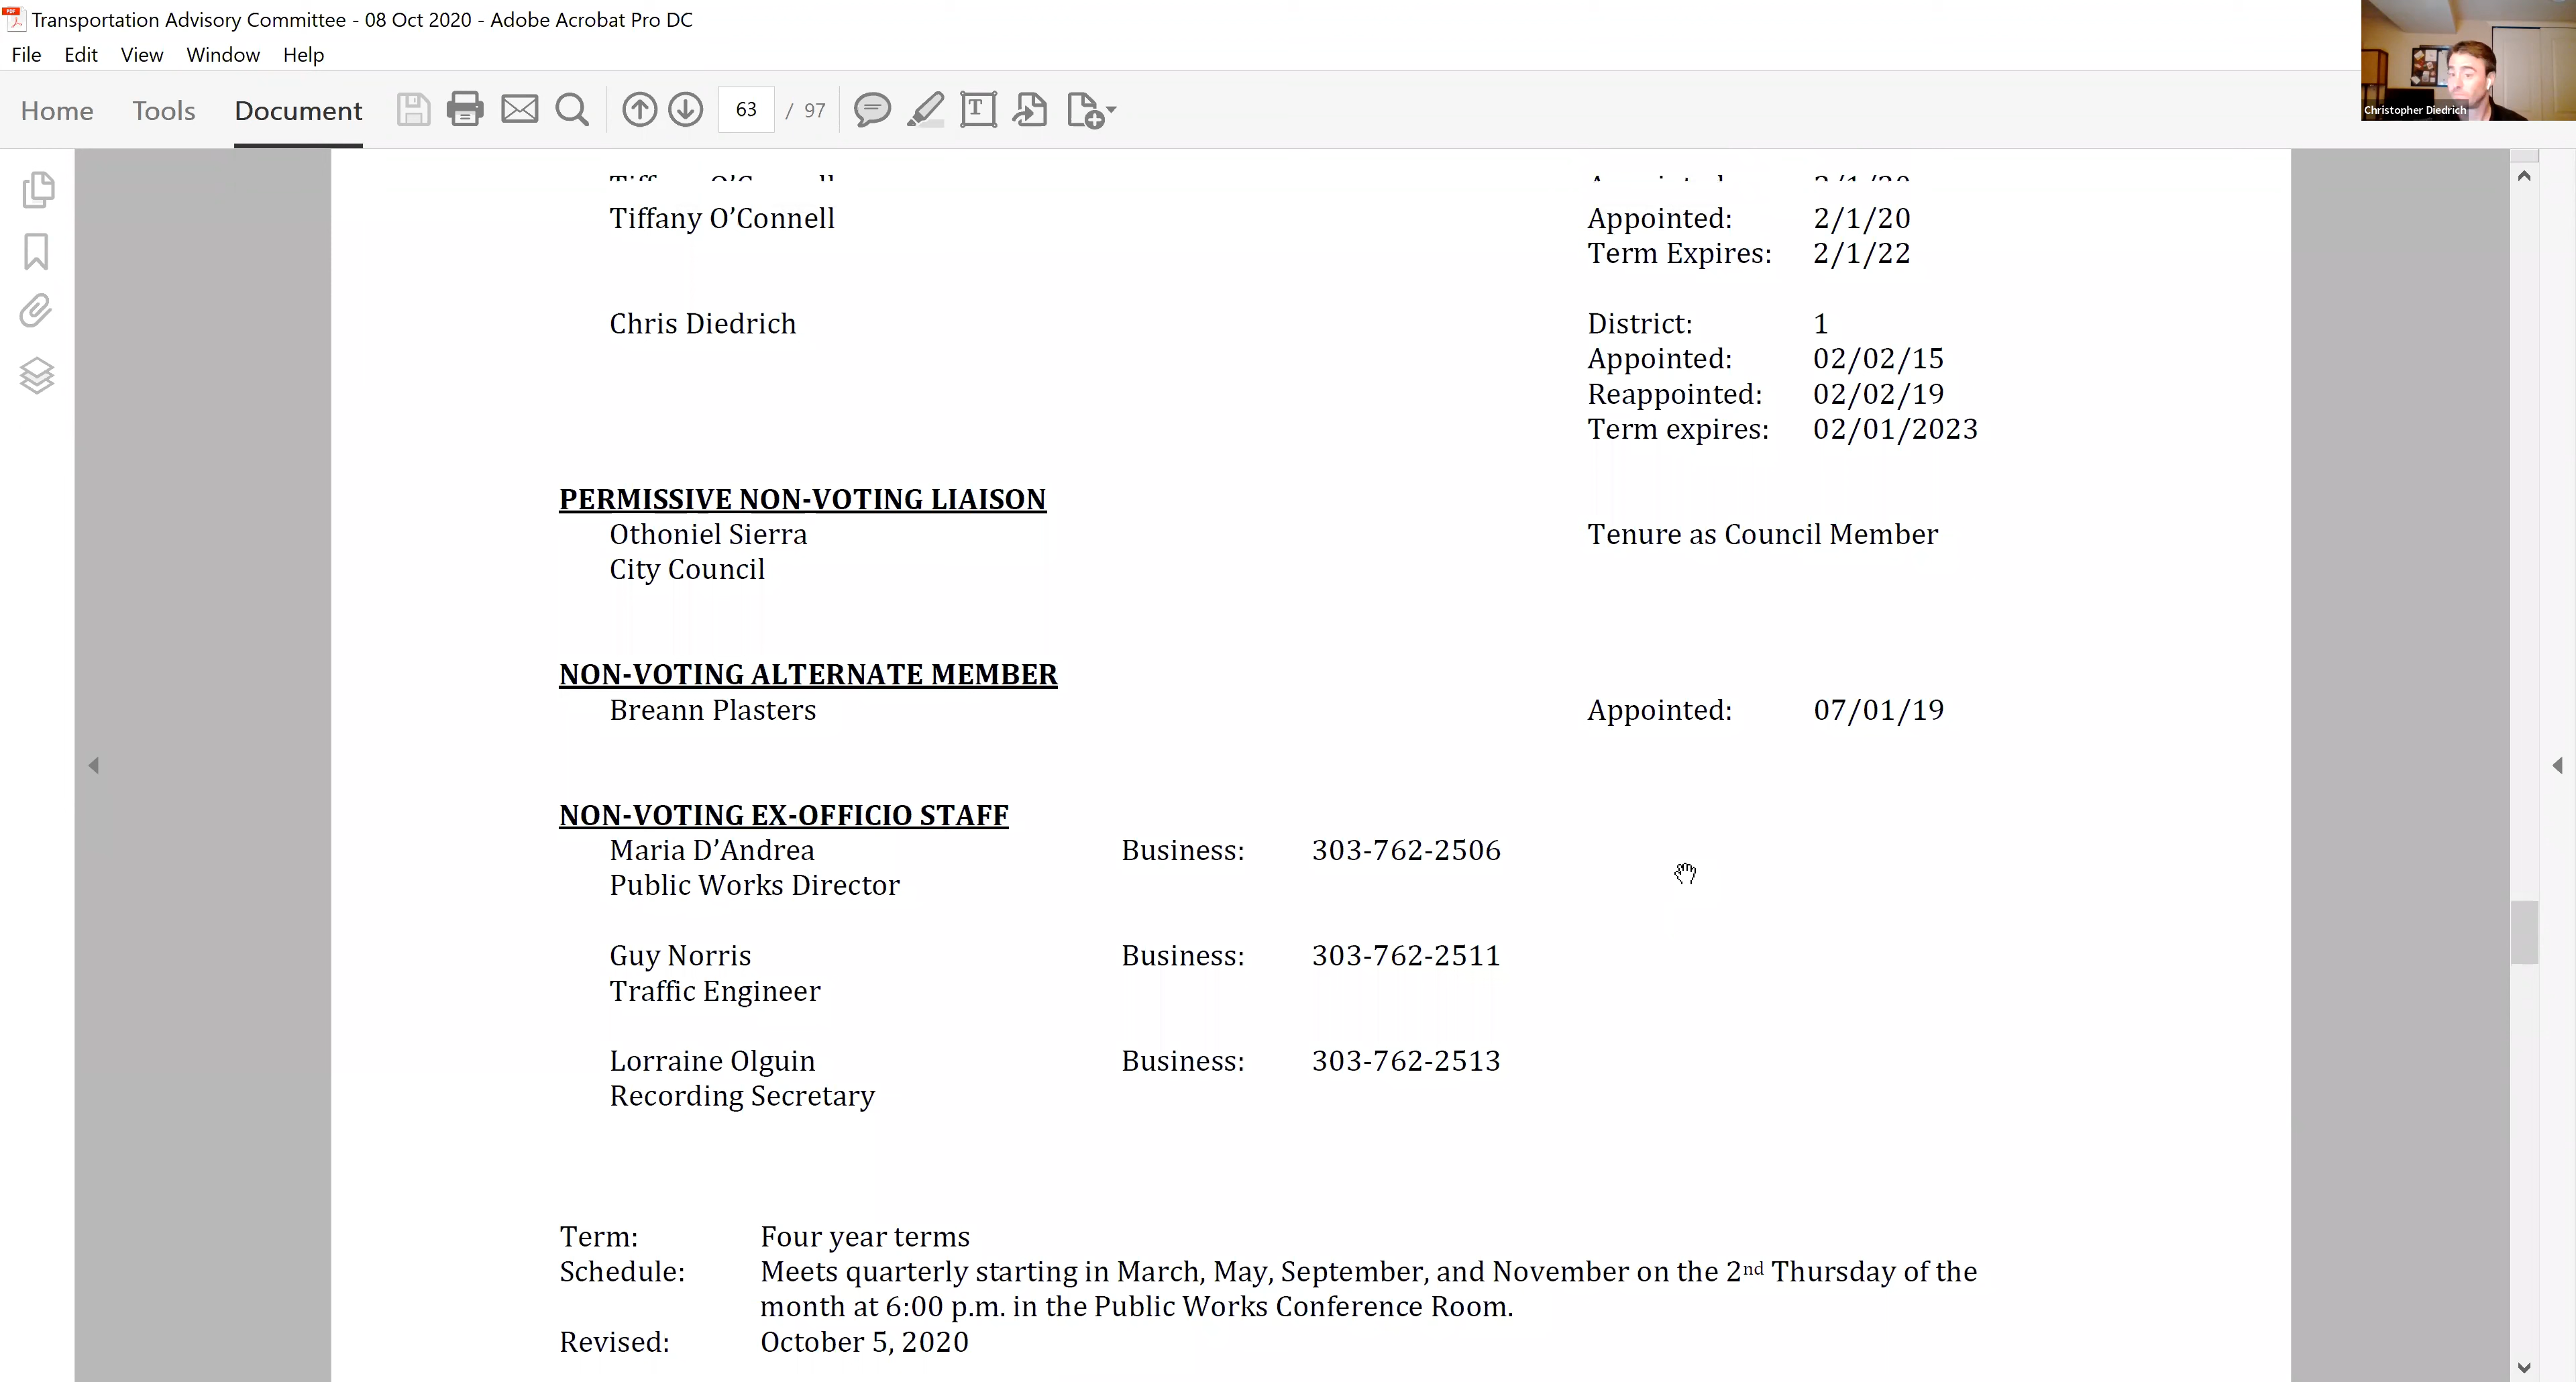 Transportation Advisory Committee - 08 Oct 2020 - Adobe Acrobat Pro DC
File Edit View Window Help
Home Tools Document 63 / 97
Christopher Diedrich
Tiffany O'Connell Appointed: 2/1/20
Tiffany O’Connell Appointed: 2/1/20
Term Expires: 2/1/22
Chris Diedrich District: 1
Appointed: 02/02/15
Reappointed: 02/02/19
Term expires: 02/01/2023
PERMISSIVE NON-VOTING LIAISON
Othoniel Sierra Tenure as Council Member
City Council
NON-VOTING ALTERNATE MEMBER
Breann Plasters Appointed: 07/01/19
NON-VOTING EX-OFFICIO STAFF
Maria D’Andrea Business: 303-762-2506
Public Works Director
Guy Norris Business: 303-762-2511
Traffic Engineer
Lorraine Olguin Business: 303-762-2513
Recording Secretary
Term: Four year terms
Schedule: Meets quarterly starting in March, May, September, and November on the 2nd Thursday of the
month at 6:00 p.m. in the Public Works Conference Room.
Revised: October 5, 2020